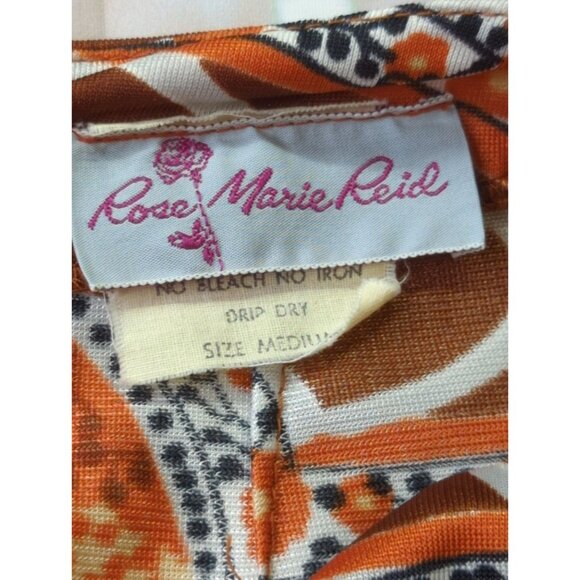 Rose Marie Reid
NO BLEACH NO IRON
DRIP DRY
SIZE MEDIUM